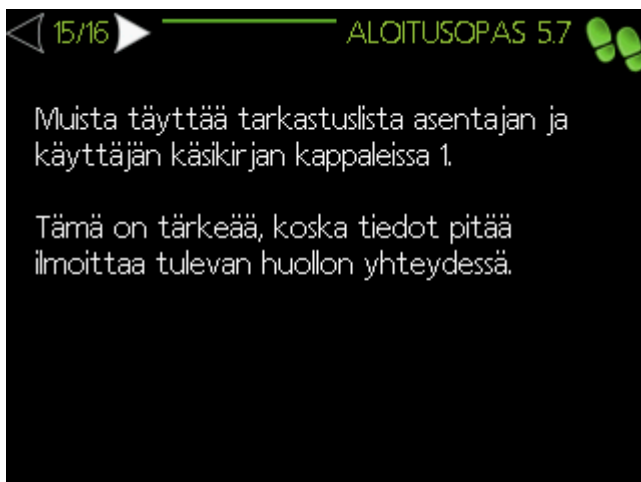 15/16
ALOITUSOPAS 5.7
Muista täyttää tarkastuslista asentajan ja
käyttäjän käsikirjan kappaleissa 1.
Tämä on tärkeää, koska tiedot pitää
ilmoittaa tulevan huollon yhteydessä.